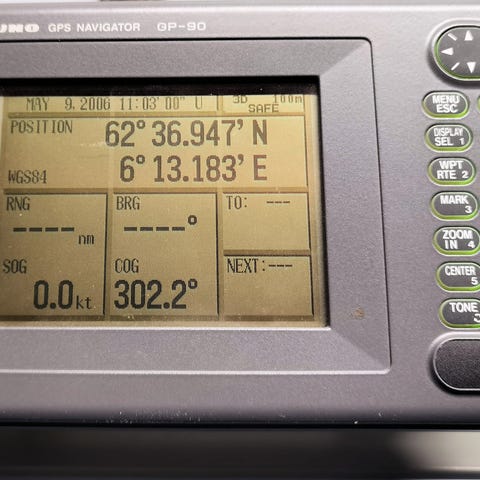 UNO GPS NAVIGATOR GP-90
MAY 9,2006 11:03'00" U 3D 100m
SAFE
POSITION 62° 36.947' N
WGS84 6° 13.183' E
RNG BRG TO: ---
---- nm ----°
SOG COG NEXT:---
0.0kt 302.2°
MENU
ESC
DISPLAY
SEL 1
WPT
RTE 2
MARK
3
ZOOM
IN 4
CENTER
5
TONE